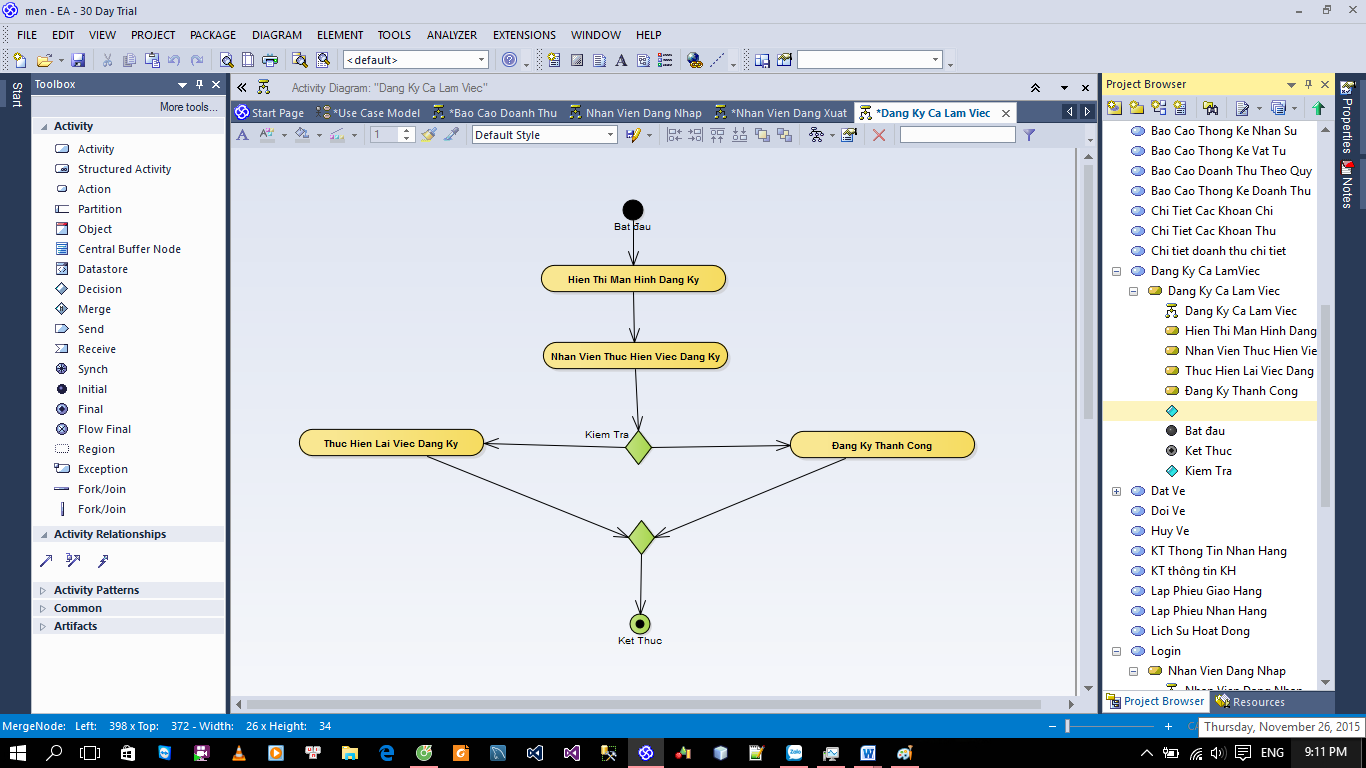 men - EA - 30 Day Trial
FILE EDIT VIEW PROJECT PACKAGE DIAGRAM ELEMENT TOOLS ANALYZER EXTENSIONS WINDOW HELP
<default>
Start
Toolbox
More tools...
Activity
Activity
Structured Activity
Action
Partition
Object
Central Buffer Node
Datastore
Decision
Merge
Send
Receive
Synch
Initial
Final
Flow Final
Region
Exception
Fork/Join
Fork/Join
Activity Relationships
Activity Patterns
Common
Artifacts
Activity Diagram: "Dang Ky Ca Lam Viec"
Start Page *Use Case Model *Bao Cao Doanh Thu Nhan Vien Dang Nhap *Nhan Vien Dang Xuat *Dang Ky Ca Lam Viec
1 Default Style
Bat đau
Hien Thi Man Hinh Dang Ky
Nhan Vien Thuc Hien Viec Dang Ky
Kiem Tra
Thuc Hien Lai Viec Dang Ky
Đang Ky Thanh Cong
Ket Thuc
Project Browser
Bao Cao Thong Ke Nhan Su
Bao Cao Thong Ke Vat Tu
Bao Cao Doanh Thu Theo Quy
Bao Cao Thong Ke Doanh Thu
Chi Tiet Cac Khoan Chi
Chi Tiet Cac Khoan Thu
Chi tiet doanh thu chi tiet
Dang Ky Ca LamViec
Dang Ky Ca Lam Viec
Dang Ky Ca Lam Viec
Hien Thi Man Hinh Dang
Nhan Vien Thuc Hien Vie
Thuc Hien Lai Viec Dang
Đang Ky Thanh Cong
Bat đau
Ket Thuc
Kiem Tra
Dat Ve
Doi Ve
Huy Ve
KT Thong Tin Nhan Hang
KT thông tin KH
Lap Phieu Giao Hang
Lap Phieu Nhan Hang
Lich Su Hoat Dong
Login
Nhan Vien Dang Nhap
Project Browser Resources
Properties
Notes
MergeNode: Left: 398 x Top: 372 - Width: 26 x Height: 34
Thursday, November 26, 2015
ENG 9:11 PM